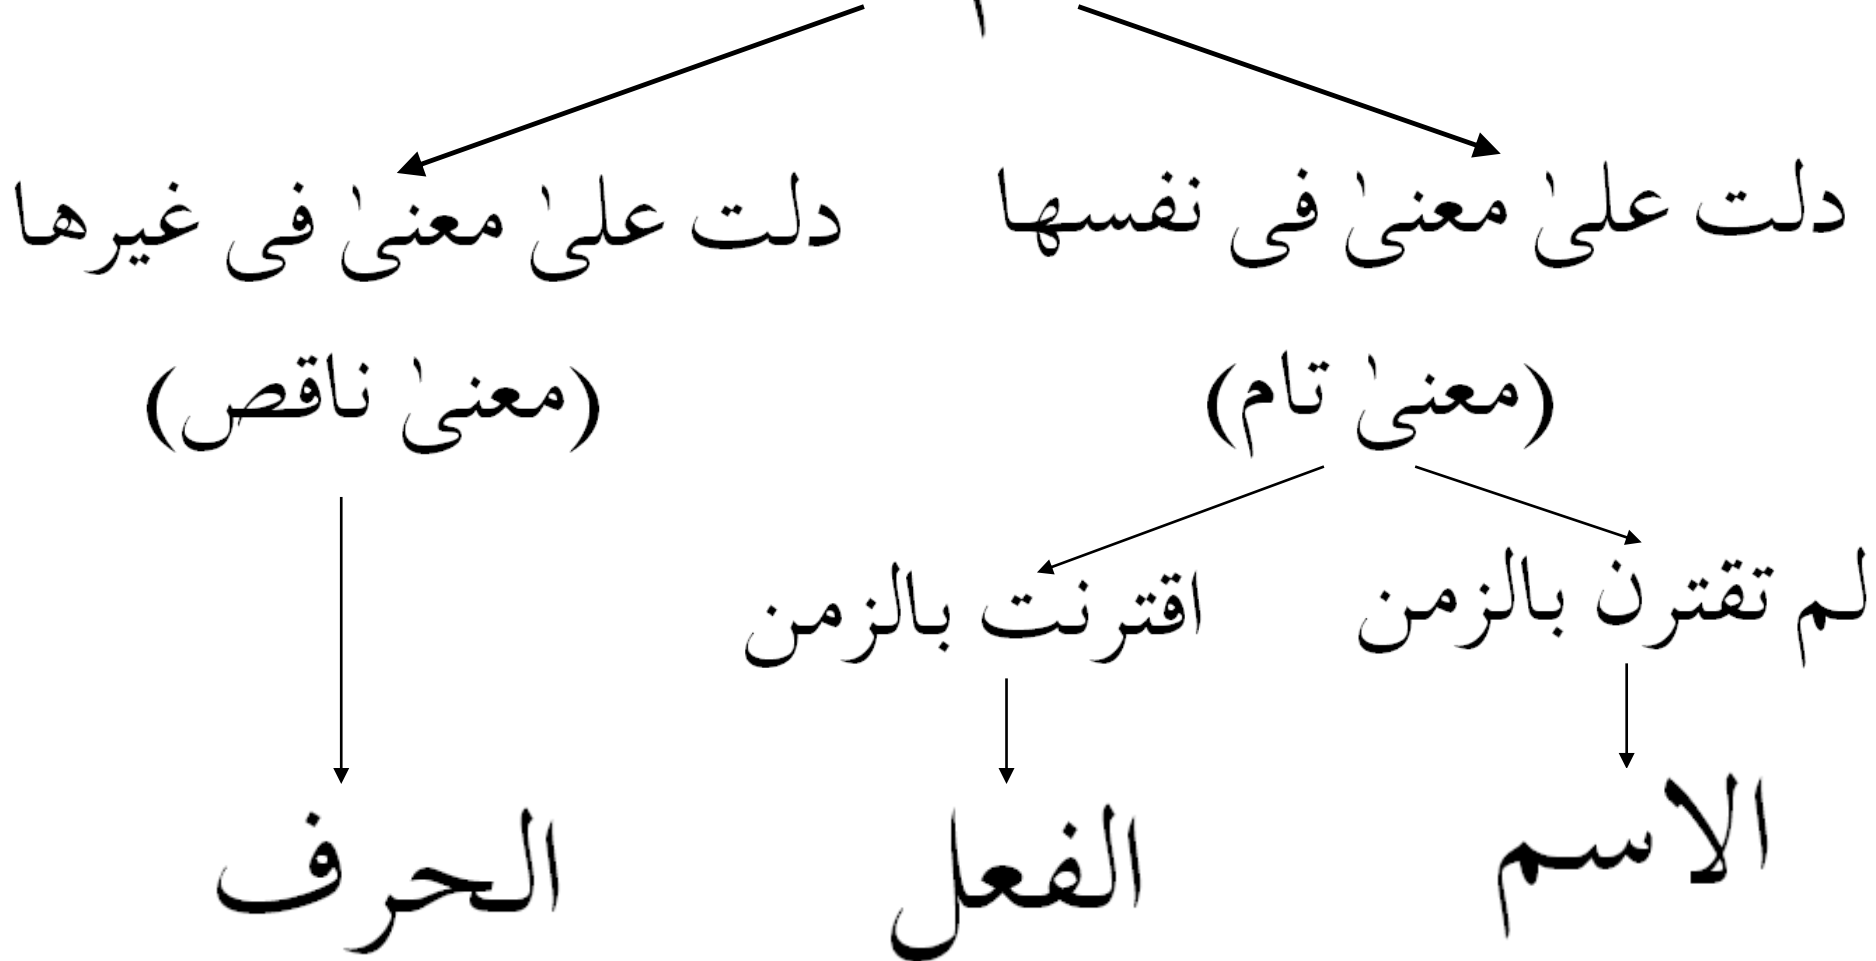 دلت علىٰ معنىٰ فى نفسها
دلت علىٰ معنىٰ فى غيرها
(معنىٰ تام)
(معنىٰ ناقص)
لم تقترن بالزمن
اقترنت بالزمن
الاسم
الفعل
الحرف